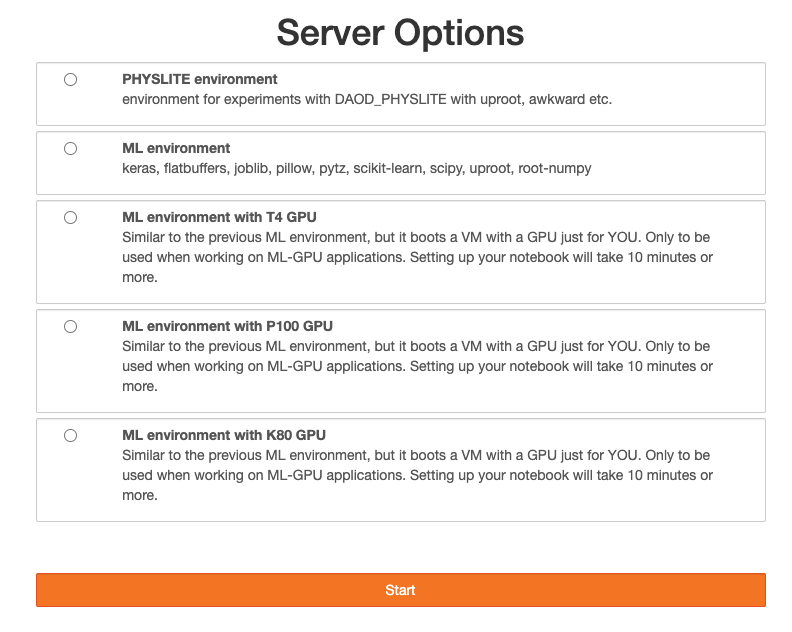 Server Options
PHYSLITE environment
environment for experiments with DAOD_PHYSLITE with uproot, awkward etc.
ML environment
keras, flatbuffers, joblib, pillow, pytz, scikit-learn, scipy, uproot, root-numpy
ML environment with T4 GPU
Similar to the previous ML environment, but it boots a VM with a GPU just for YOU. Only to be
used when working on ML-GPU applications. Setting up your notebook will take 10 minutes or
more.
ML environment with P100 GPU
Similar to the previous ML environment, but it boots a VM with a GPU just for YOU. Only to be
used when working on ML-GPU applications. Setting up your notebook will take 10 minutes or
more.
ML environment with K80 GPU
Similar to the previous ML environment, but it boots a VM with a GPU just for YOU. Only to be
used when working on ML-GPU applications. Setting up your notebook will take 10 minutes or
more.
Start